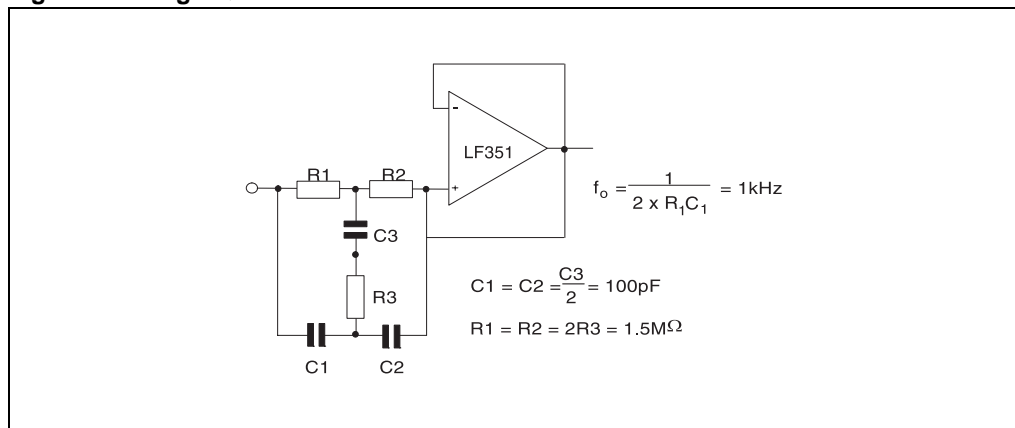 -
LF351
R1
R2
+
C3
R3
C1
C2
f_o = 1 / 2 x R_1C_1 = 1kHz
C1 = C2 = C3 / 2 = 100pF
R1 = R2 = 2R3 = 1.5MΩ